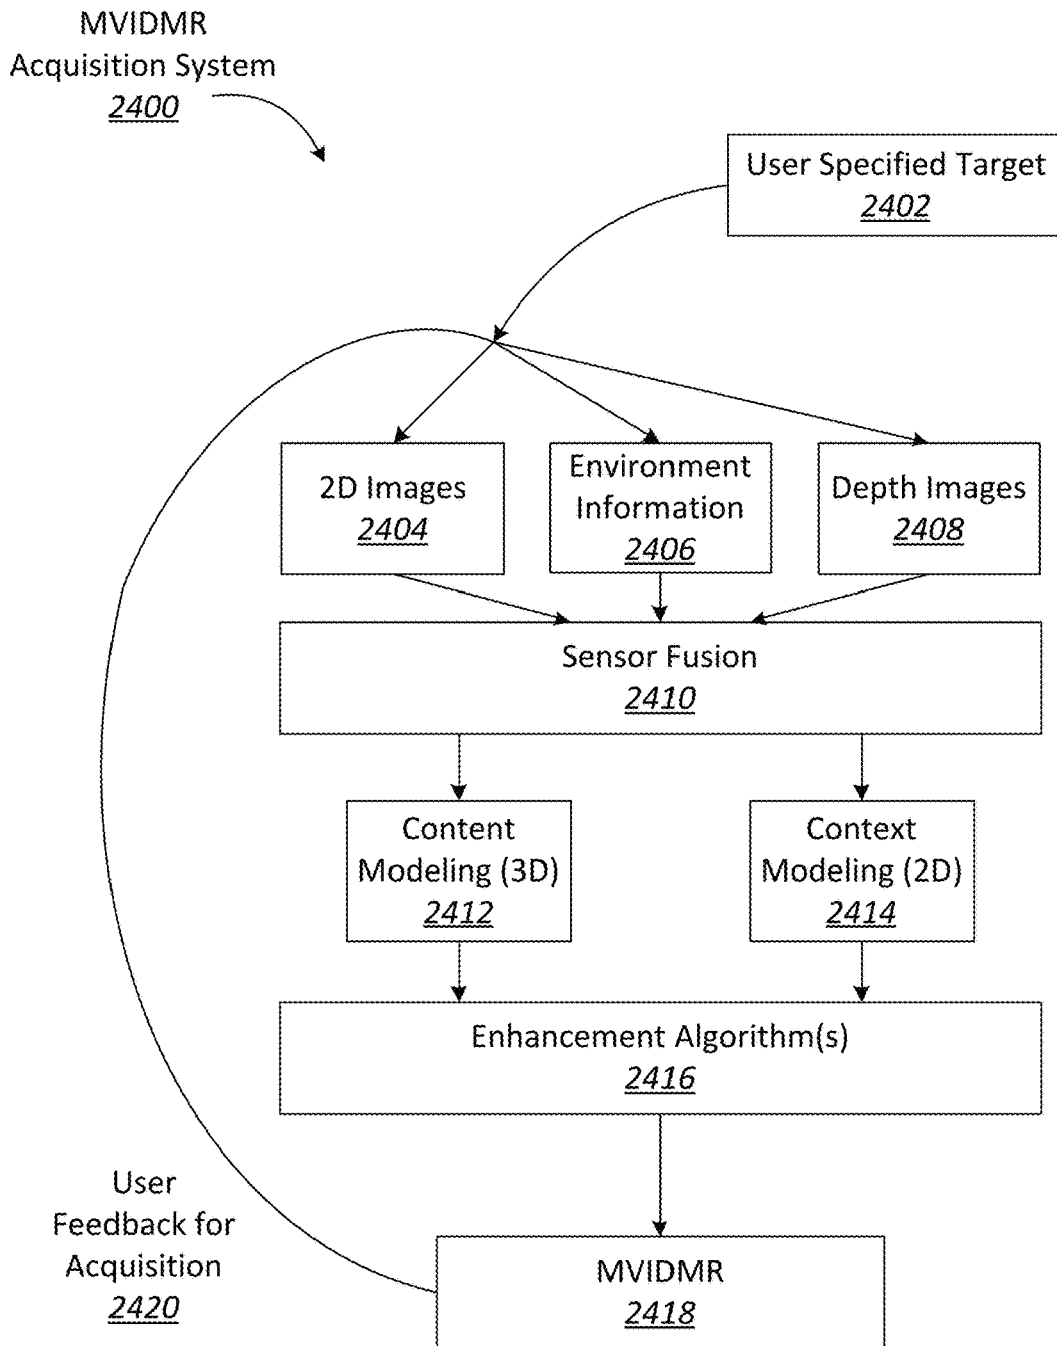 MVIDMR
Acquisition System
2400
User Specified Target
2402
2D Images
2404
Environment
Information
2406
Depth Images
2408
Sensor Fusion
2410
Content
Modeling (3D)
2412
Context
Modeling (2D)
2414
Enhancement Algorithm(s)
2416
User
Feedback for
Acquisition
2420
MVIDMR
2418